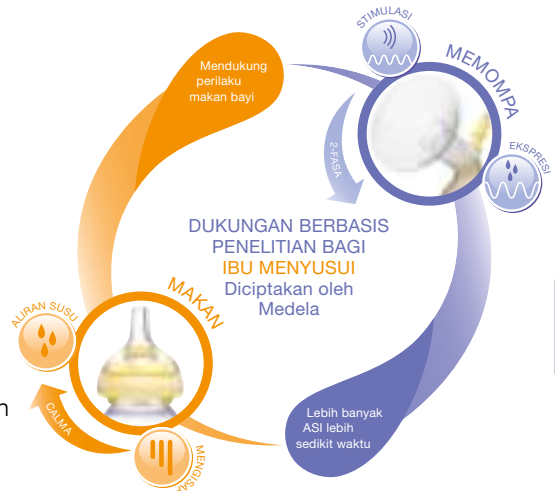 STIMULASI
MEMOMPA
Mendukung
perilaku
makan bayi
2-FASA
EKSPRESI
DUKUNGAN BERBASIS
PENELITIAN BAGI
IBU MENYUSUI
Diciptakan oleh
Medela
MAKAN
ALIRAN SUSU
CALMA
Lebih banyak
ASI lebih
sedikit waktu